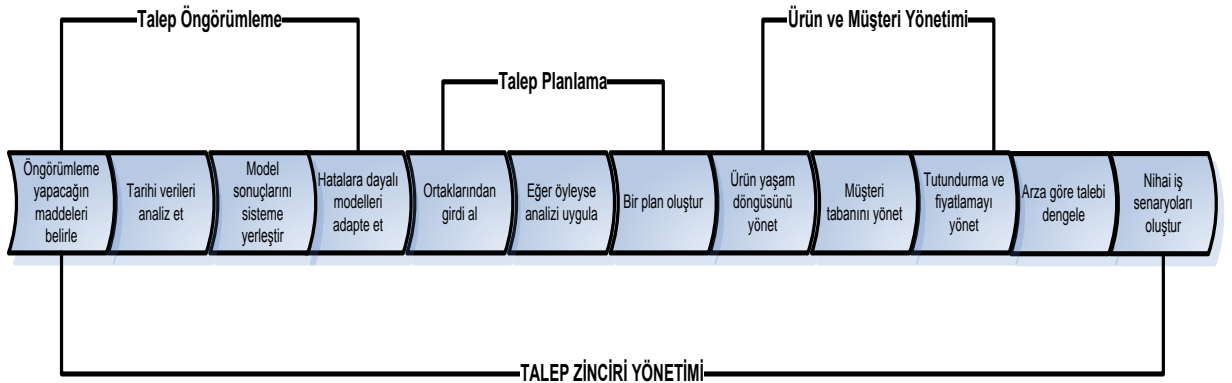 Talep Öngörümleme
Ürün ve Müşteri Yönetimi
Talep Planlama
Öngörümleme
yapacağın
maddeleri
belirle
Tarihi verileri
analiz et
Model
sonuçlarını
sisteme
yerleştir
Hatalara dayalı
modelleri
adapte et
Ortaklarından
girdi al
Eğer öyleyse
analizi uygula
Bir plan oluştur
Ürün yaşam
döngüsünü
yönet
Müşteri
tabanını yönet
Tutundurma ve
fiyatlamayı
yönet
Arza göre talebi
dengele
Nihai iş
senaryoları
oluştur
TALEP ZİNCİRİ YÖNETİMİ